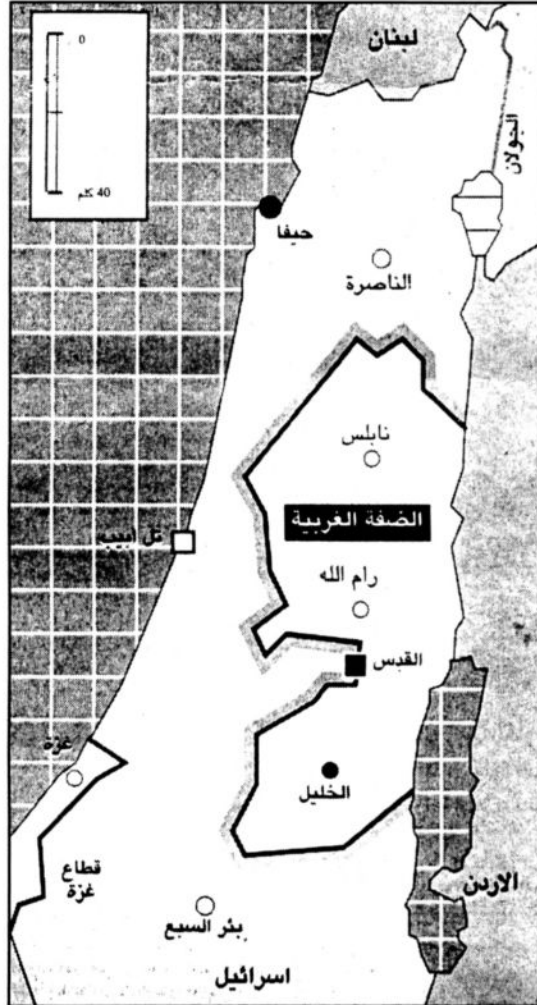 لبنان
0
الجولان
40 كلم
حيفا
الناصرة
نابلس
الضفة الغربية
تل ابيب
رام الله
القدس
غزة
الخليل
قطاع
غزة
الاردن
بئر السبع
اسرائيل